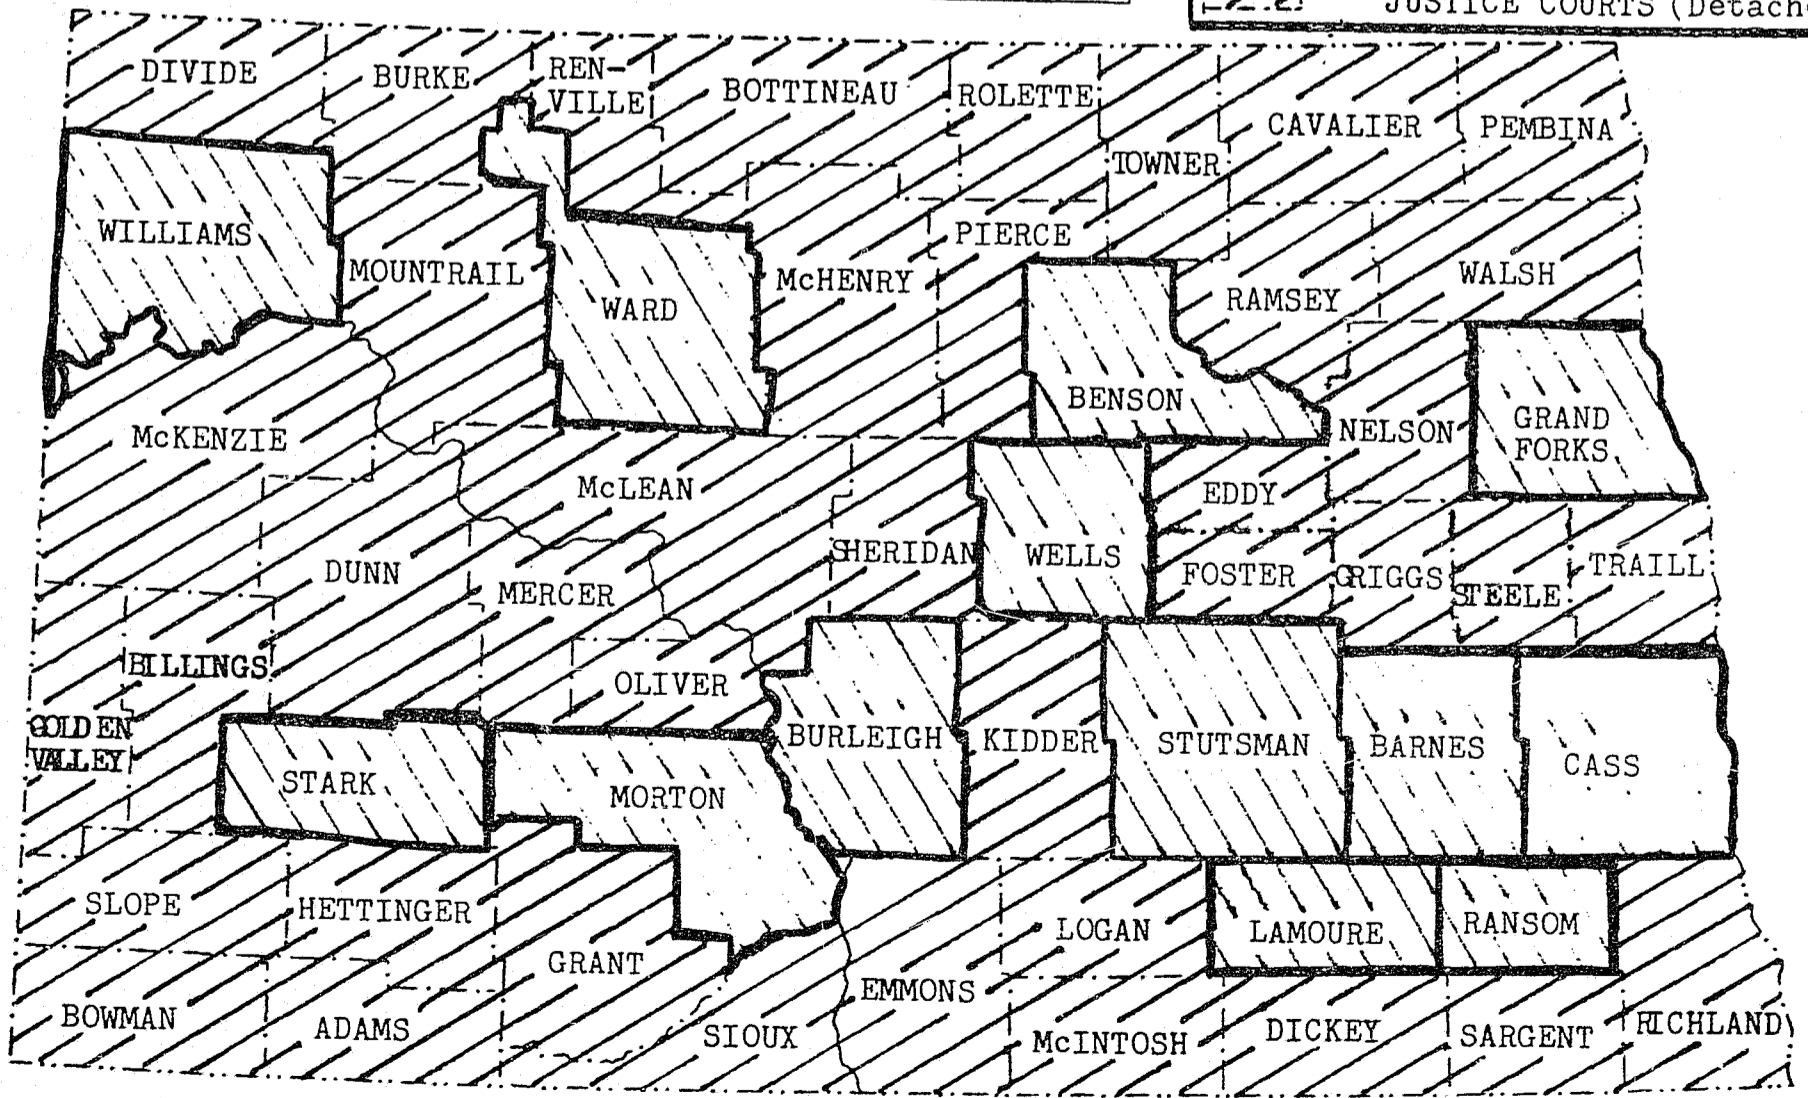 JUSTICE COURTS (Detach
DIVIDE
BURKE
REN-
VILLE
BOTTINEAU
ROLETTE
CAVALIER
PEMBINA
TOWNER
WILLIAMS
MOUNTRAIL
WARD
McHENRY
PIERCE
RAMSEY
WALSH
BENSON
NELSON
GRAND
FORKS
McKENZIE
McLEAN
EDDY
DUNN
MERCER
SHERIDAN
WELLS
FOSTER
GRIGGS
STEELE
TRAILL
BILLINGS
OLIVER
GOLDEN
VALLEY
STARK
MORTON
BURLEIGH
KIDDER
STUTSMAN
BARNES
CASS
SLOPE
HETTINGER
GRANT
LOGAN
LAMOURE
RANSOM
BOWMAN
ADAMS
SIOUX
EMMONS
McINTOSH
DICKEY
SARGENT
RICHLAND